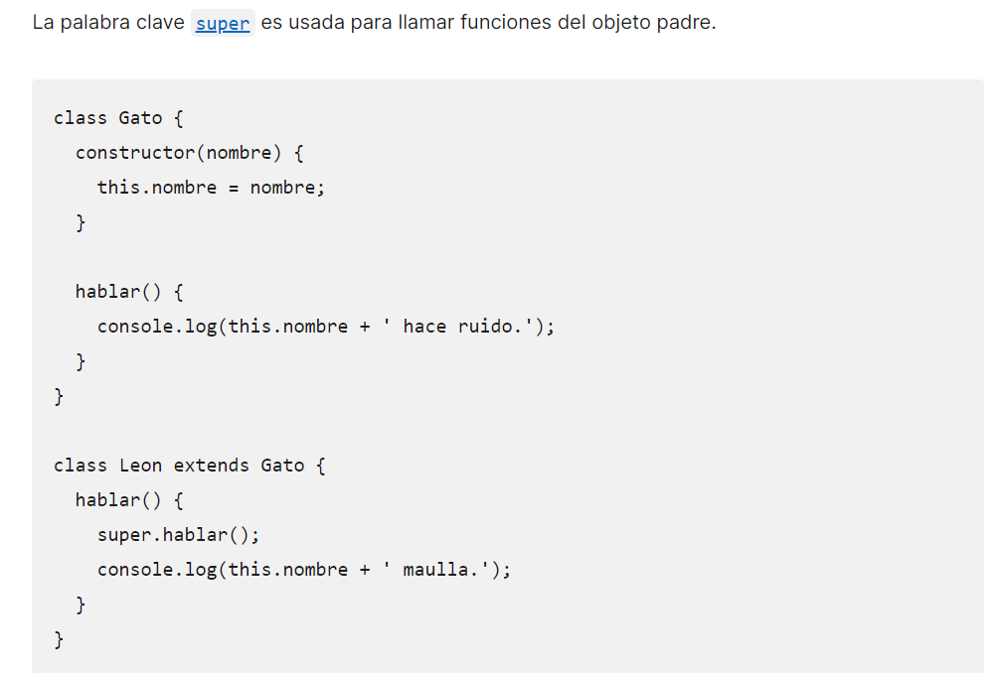 La palabra clave super es usada para llamar funciones del objeto padre.
class Gato {
  constructor(nombre) {
    this.nombre = nombre;
  }
  hablar() {
    console.log(this.nombre + ' hace ruido.');
  }
}
class Leon extends Gato {
  hablar() {
    super.hablar();
    console.log(this.nombre + ' maulla.');
  }
}